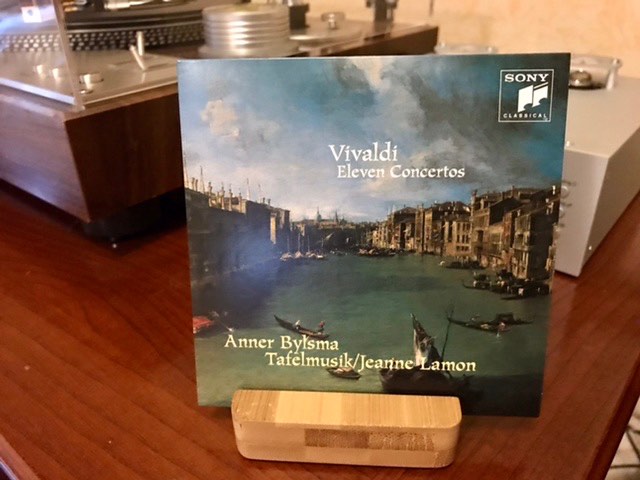 SONY
CLASSICAL
Vivaldi
Eleven Concertos
Anner Bylsma
Tafelmusik/Jeanne Lamon